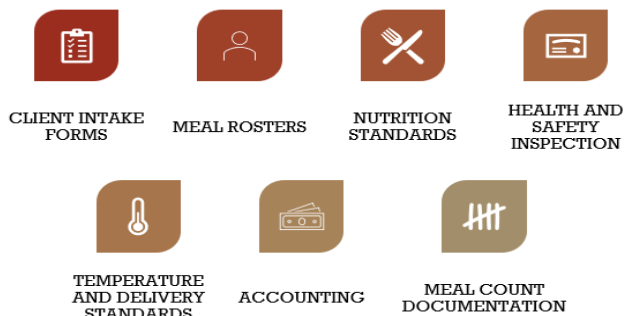 CLIENT INTAKE
FORMS
MEAL ROSTERS
NUTRITION
STANDARDS
HEALTH AND
SAFETY
INSPECTION
TEMPERATURE
AND DELIVERY
STANDARDS
ACCOUNTING
MEAL COUNT
DOCUMENTATION